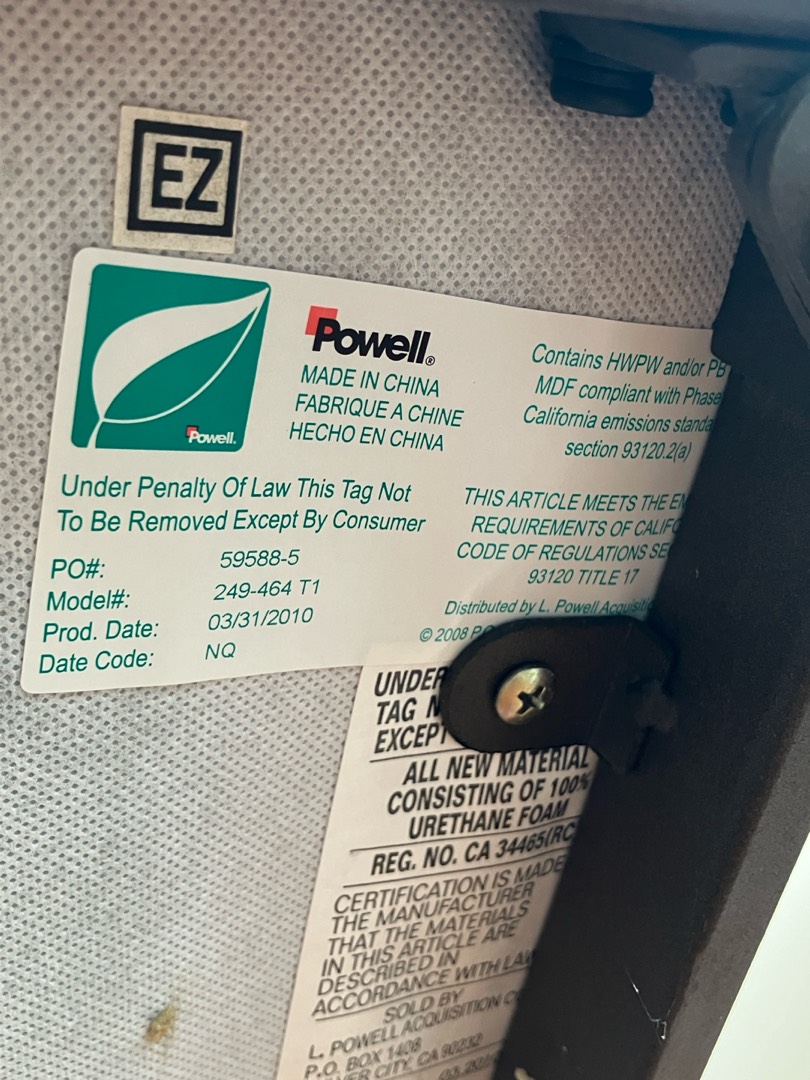 EZ
Powell®
MADE IN CHINA
FABRIQUE A CHINE
HECHO EN CHINA
Powell.
Contains HWPW and/or PB
MDF compliant with Phase
California emissions
section 93120.2(a)
Under Penalty Of Law This Tag Not
To Be Removed Except By Consumer
PO#: 59588-5
Model#: 249-464 T1
Prod. Date: 03/31/2010
Date Code: NQ
THIS ARTICLE MEETS THE
REQUIREMENTS OF
CODE OF REGULATIONS
93120 TITLE 17
Distributed by L. Powell
© 2008
UNDER
TAG
EXCEPT
ALL NEW MATERIAL
CONSISTING OF 100%
URETHANE FOAM
REG. NO. CA 34465(RC
CERTIFICATION IS MADE
THE MANUFACTURER
THAT THE MATERIALS
IN THIS ARTICLE ARE
DESCRIBED IN
ACCORDANCE WITH LAW
SOLD BY
L. POWELL ACQUISITION
P.O. BOX 1408
CITY, CA 90232